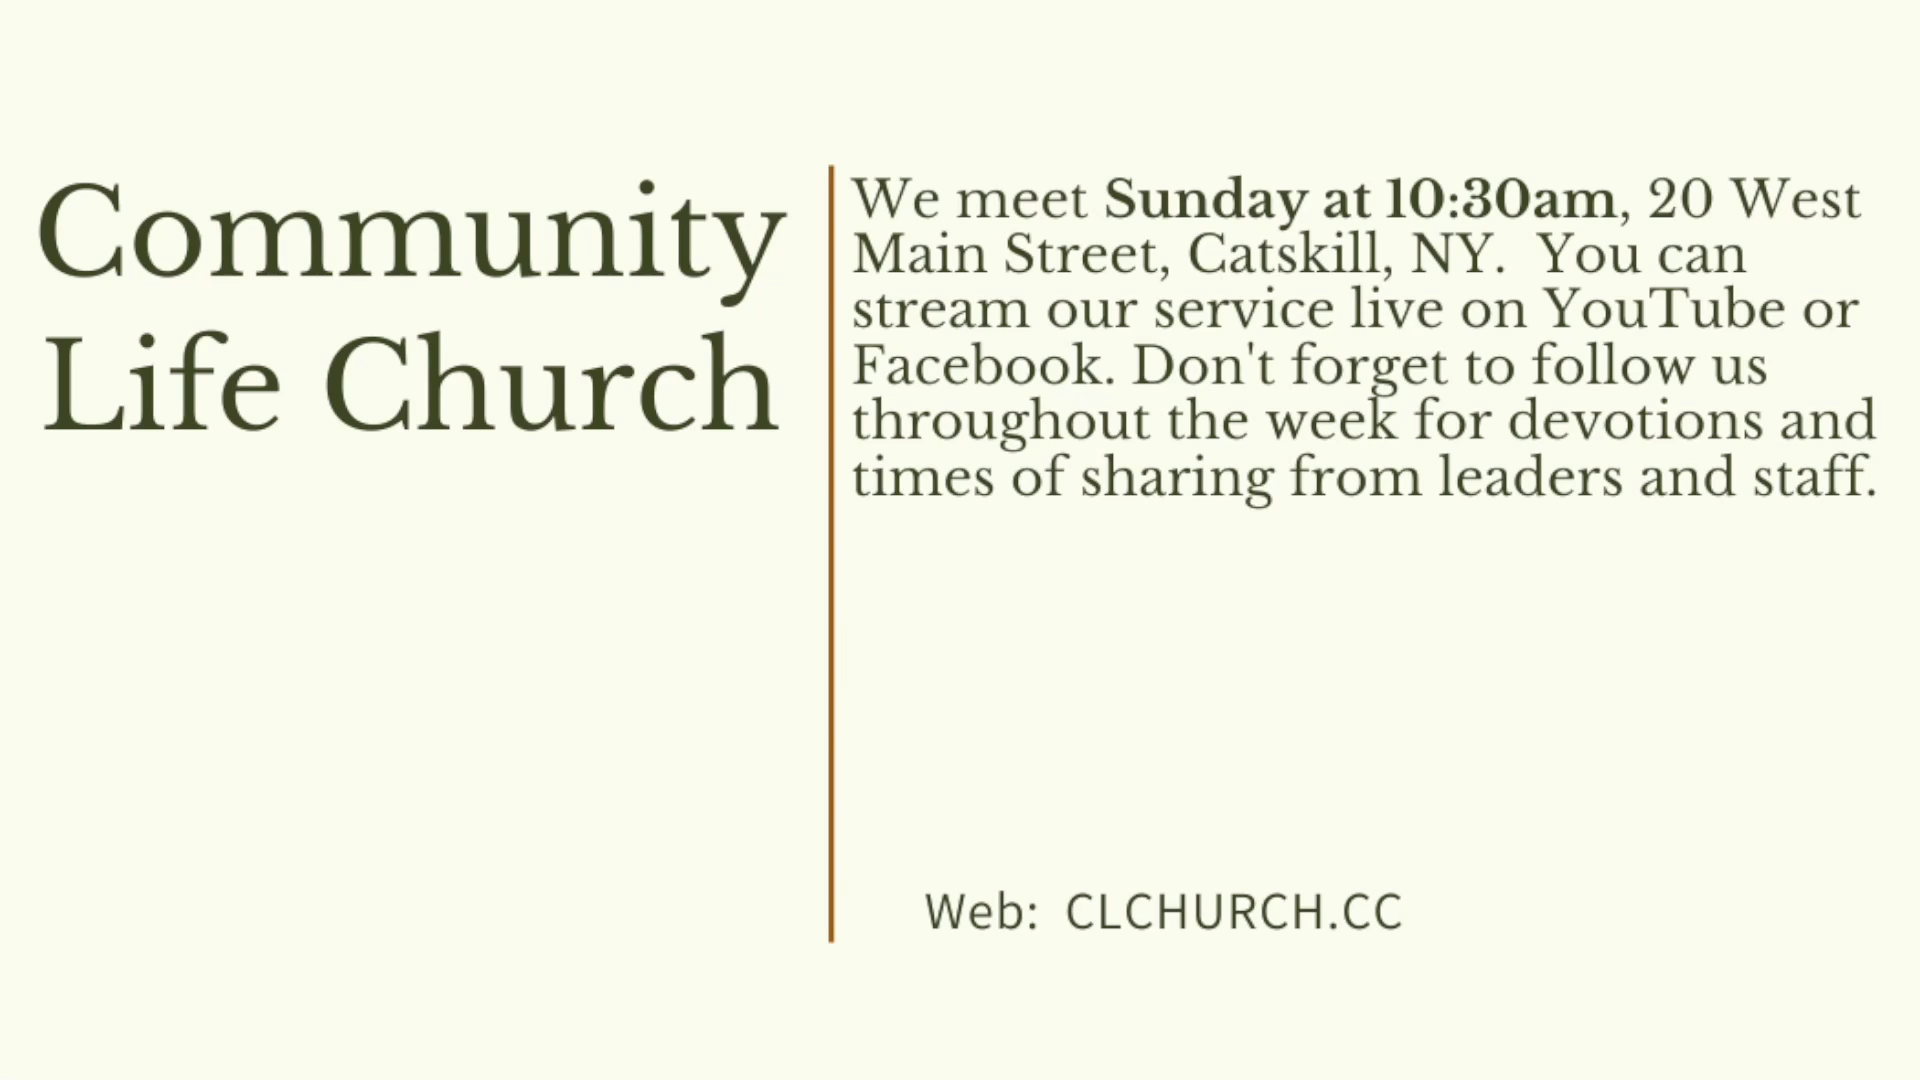 Community
Life Church
We meet Sunday at 10:30am, 20 West
Main Street, Catskill, NY.  You can
stream our service live on YouTube or
Facebook. Don't forget to follow us
throughout the week for devotions and
times of sharing from leaders and staff.
Web:  CLCHURCH.CC